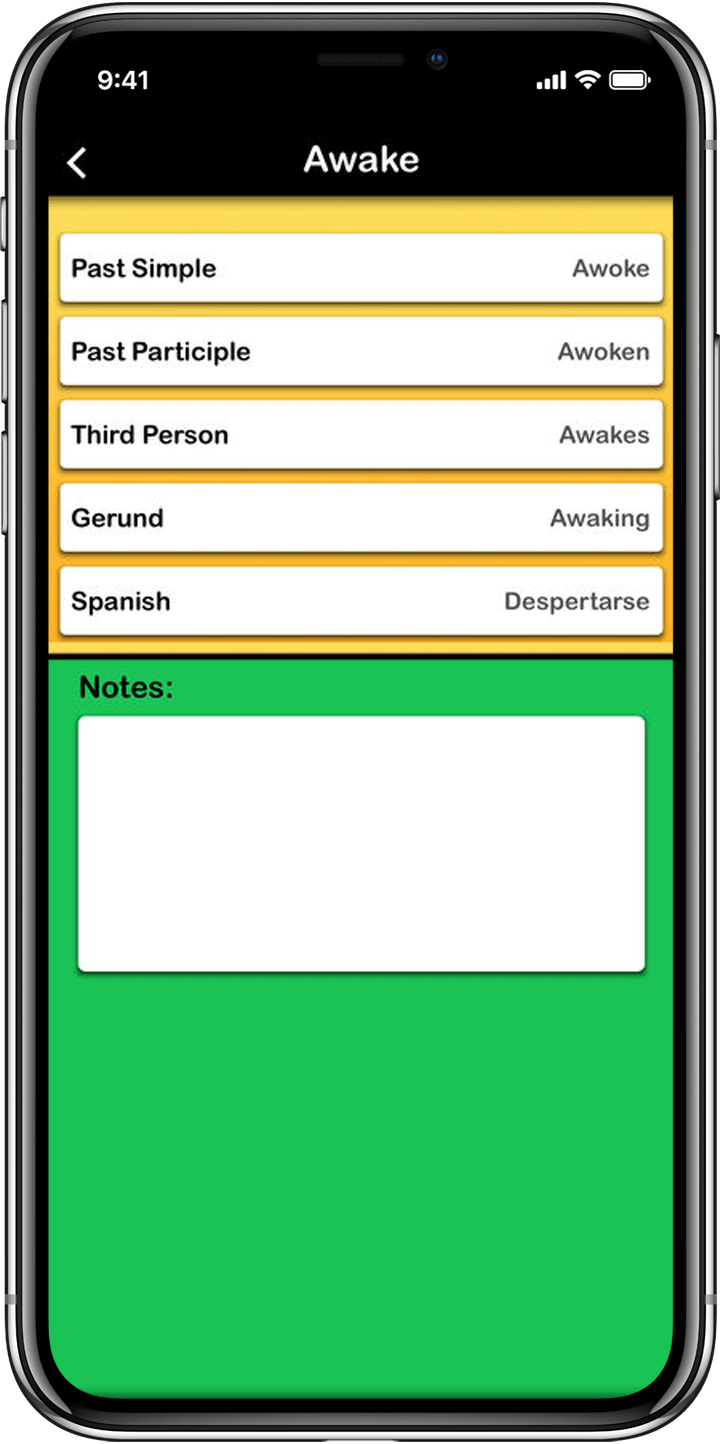 9:41
Awake
Past Simple Awoke
Past Participle Awoken
Third Person Awakes
Gerund Awaking
Spanish Despertarse
Notes: